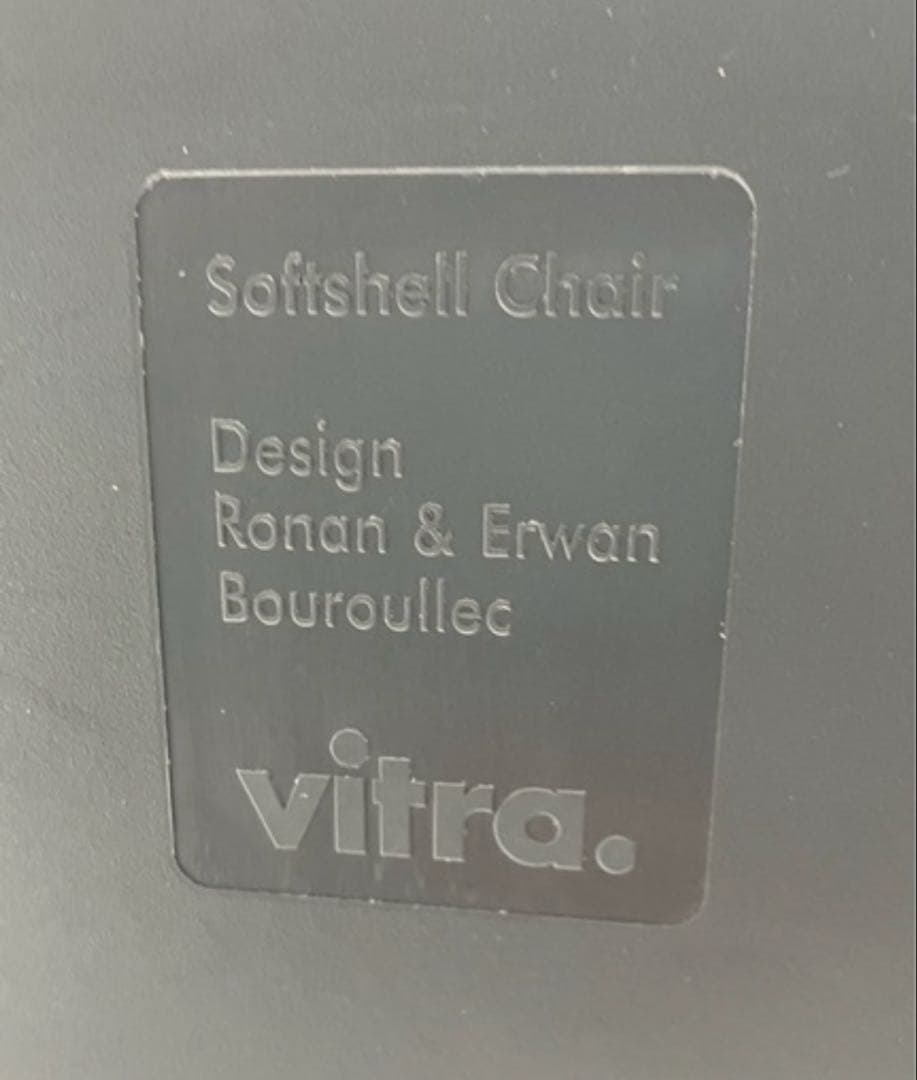 Softshell Chair
Design
Ronan & Erwan
Bouroullec
vitra.